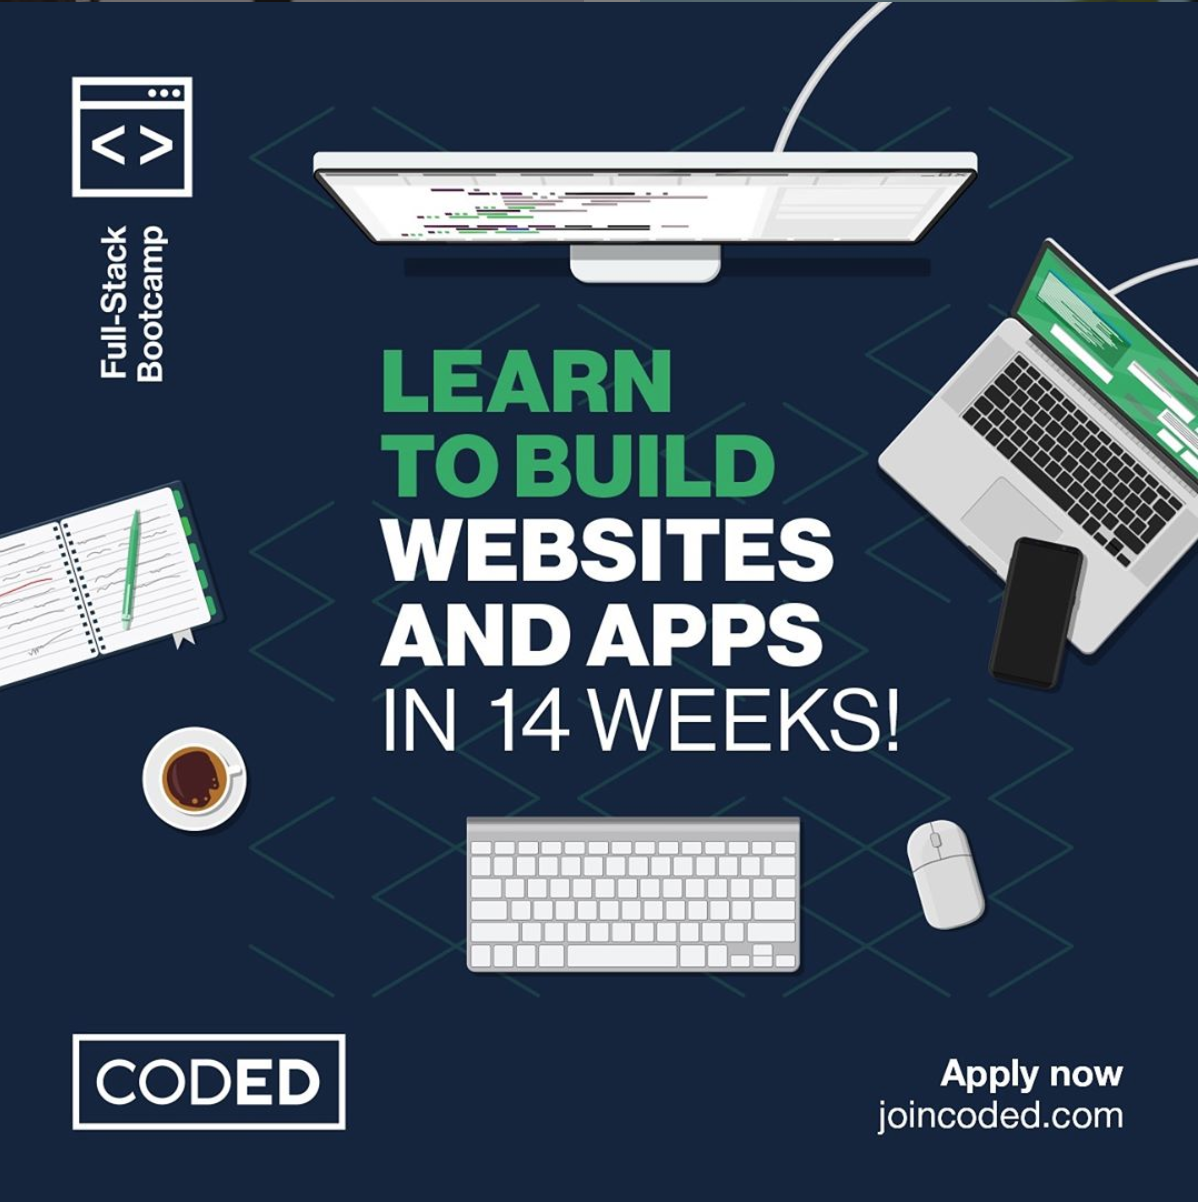 Full-Stack
Bootcamp
LEARN
TO BUILD
WEBSITES
AND APPS
IN 14 WEEKS!
CODED
Apply now
joincoded.com